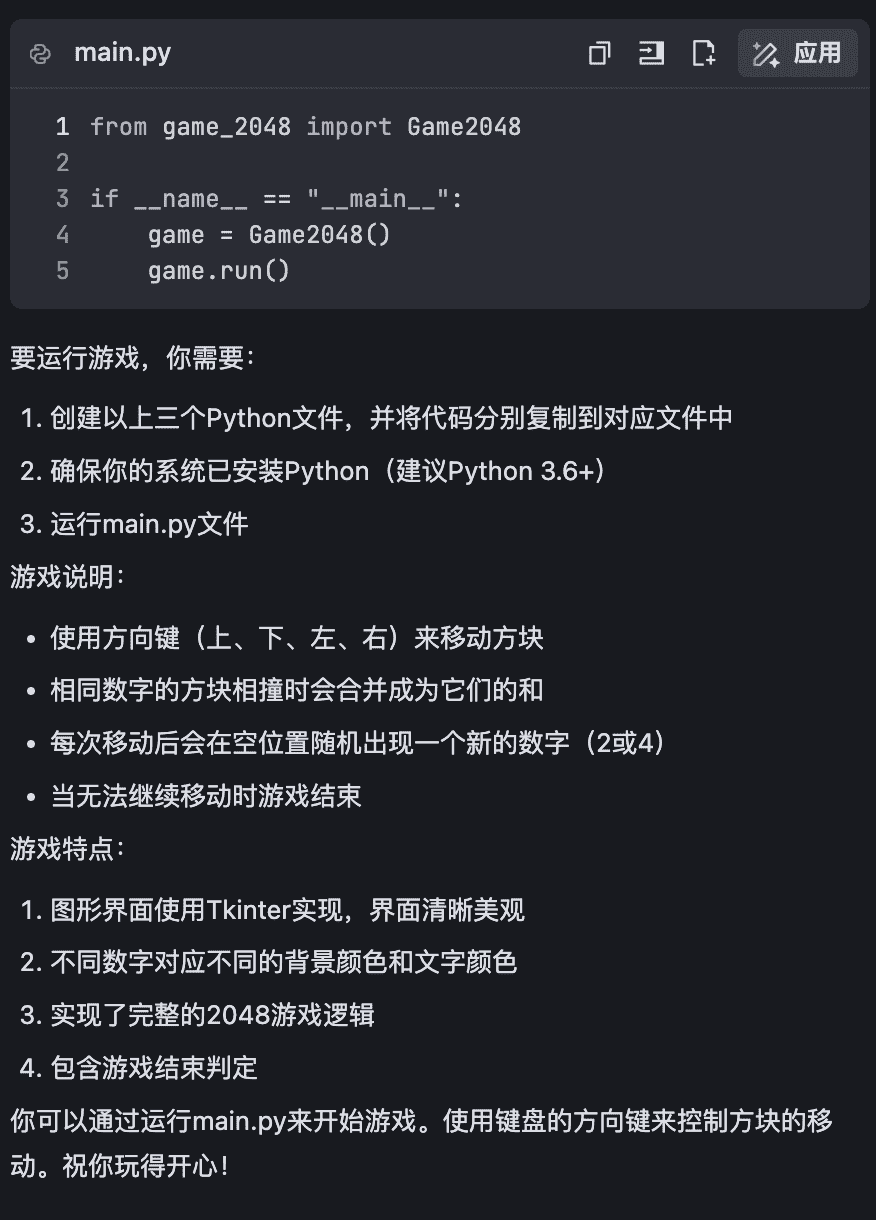 main.py
应用
1 from game_2048 import Game2048
2
3 if __name__ == "__main__":
4     game = Game2048()
5     game.run()
要运行游戏，你需要：
1. 创建以上三个Python文件，并将代码分别复制到对应文件中
2. 确保你的系统已安装Python（建议Python 3.6+）
3. 运行main.py文件
游戏说明：
• 使用方向键（上、下、左、右）来移动方块
• 相同数字的方块相撞时会合并成为它们的和
• 每次移动后会在空位置随机出现一个新的数字（2或4）
• 当无法继续移动时游戏结束
游戏特点：
1. 图形界面使用Tkinter实现，界面清晰美观
2. 不同数字对应不同的背景颜色和文字颜色
3. 实现了完整的2048游戏逻辑
4. 包含游戏结束判定
你可以通过运行main.py来开始游戏。使用键盘的方向键来控制方块的移
动。祝你玩得开心！